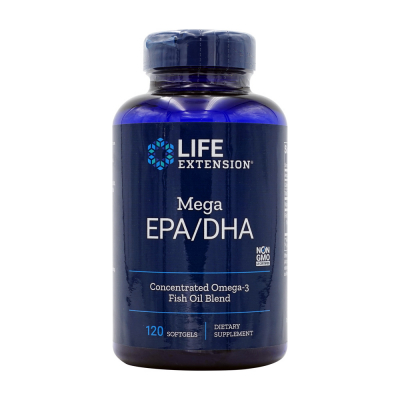 LIFE
EXTENSION®
Mega
EPA/DHA
NON
GMO
Concentrated Omega-3
Fish Oil Blend
120 SOFTGELS
DIETARY
SUPPLEMENT